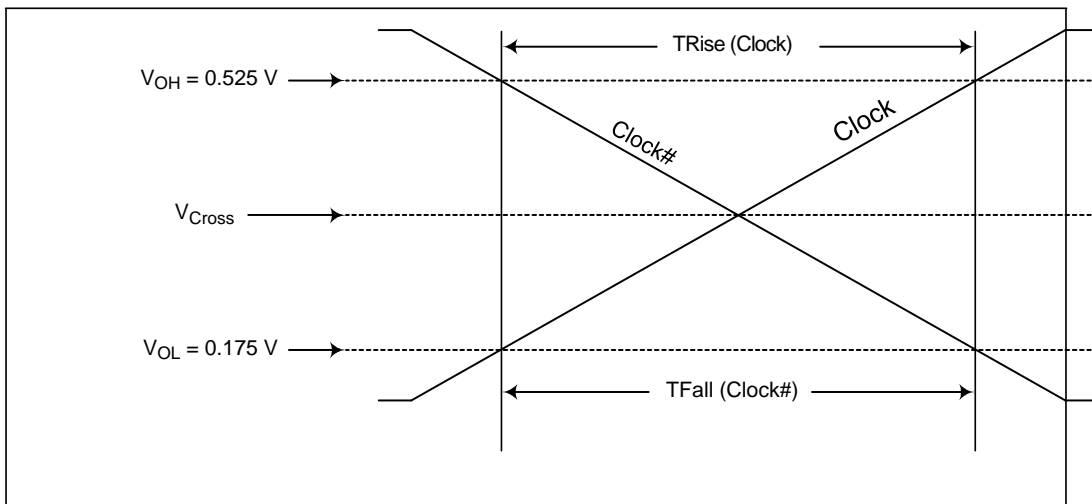 TRise (Clock)
V_OH = 0.525 V
Clock#
Clock
V_Cross
V_OL = 0.175 V
TFall (Clock#)